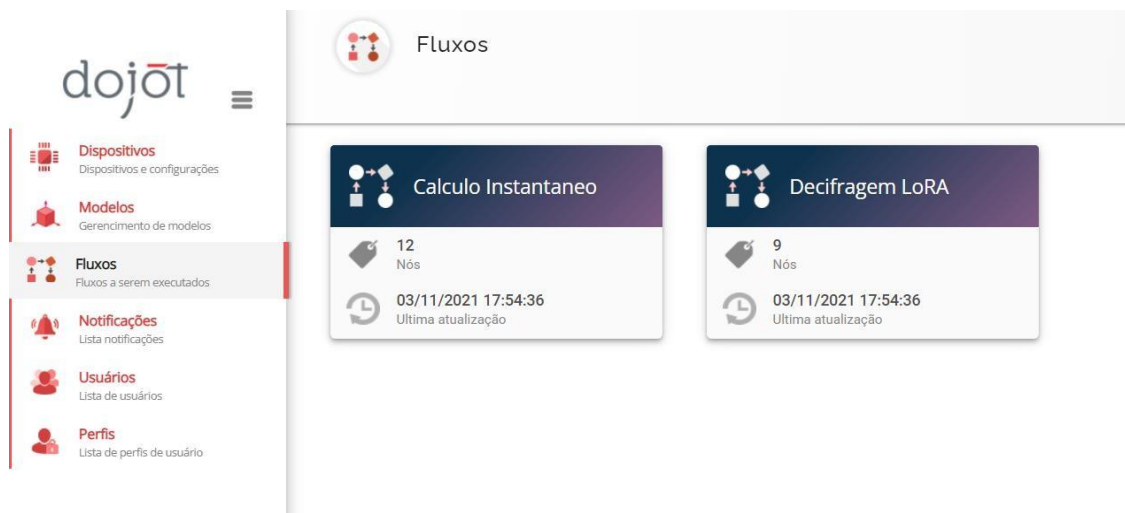 dojot
Dispositivos
Dispositivos e configurações
Modelos
Gerencimento de modelos
Fluxos
Fluxos a serem executados
Notificações
Lista notificações
Usuários
Lista de usuários
Perfis
Lista de perfis de usuário
Fluxos
Calculo Instantaneo
12
Nós
03/11/2021 17:54:36
Ultima atualização
Decifragem LoRA
9
Nós
03/11/2021 17:54:36
Ultima atualização